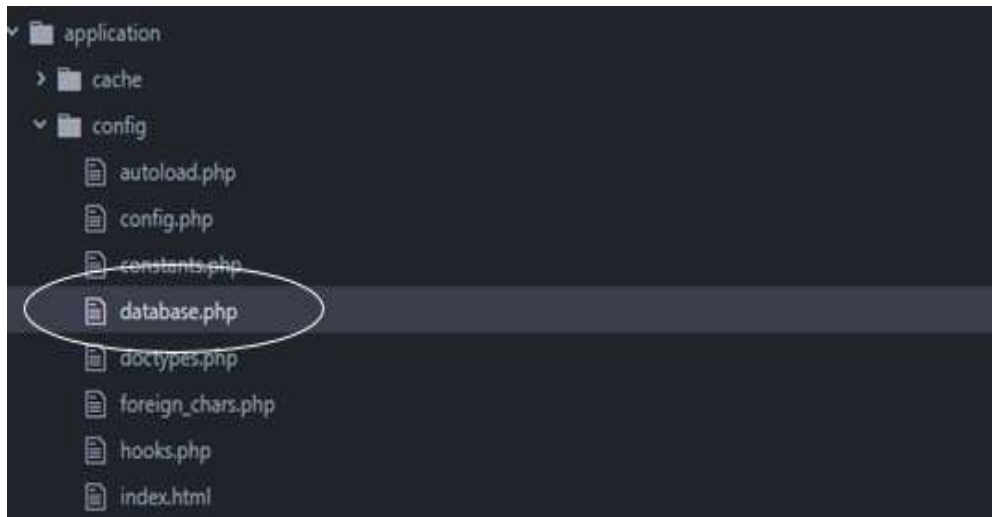 application
cache
config
autoload.php
config.php
constants.php
database.php
doctypes.php
foreign_chars.php
hooks.php
index.html